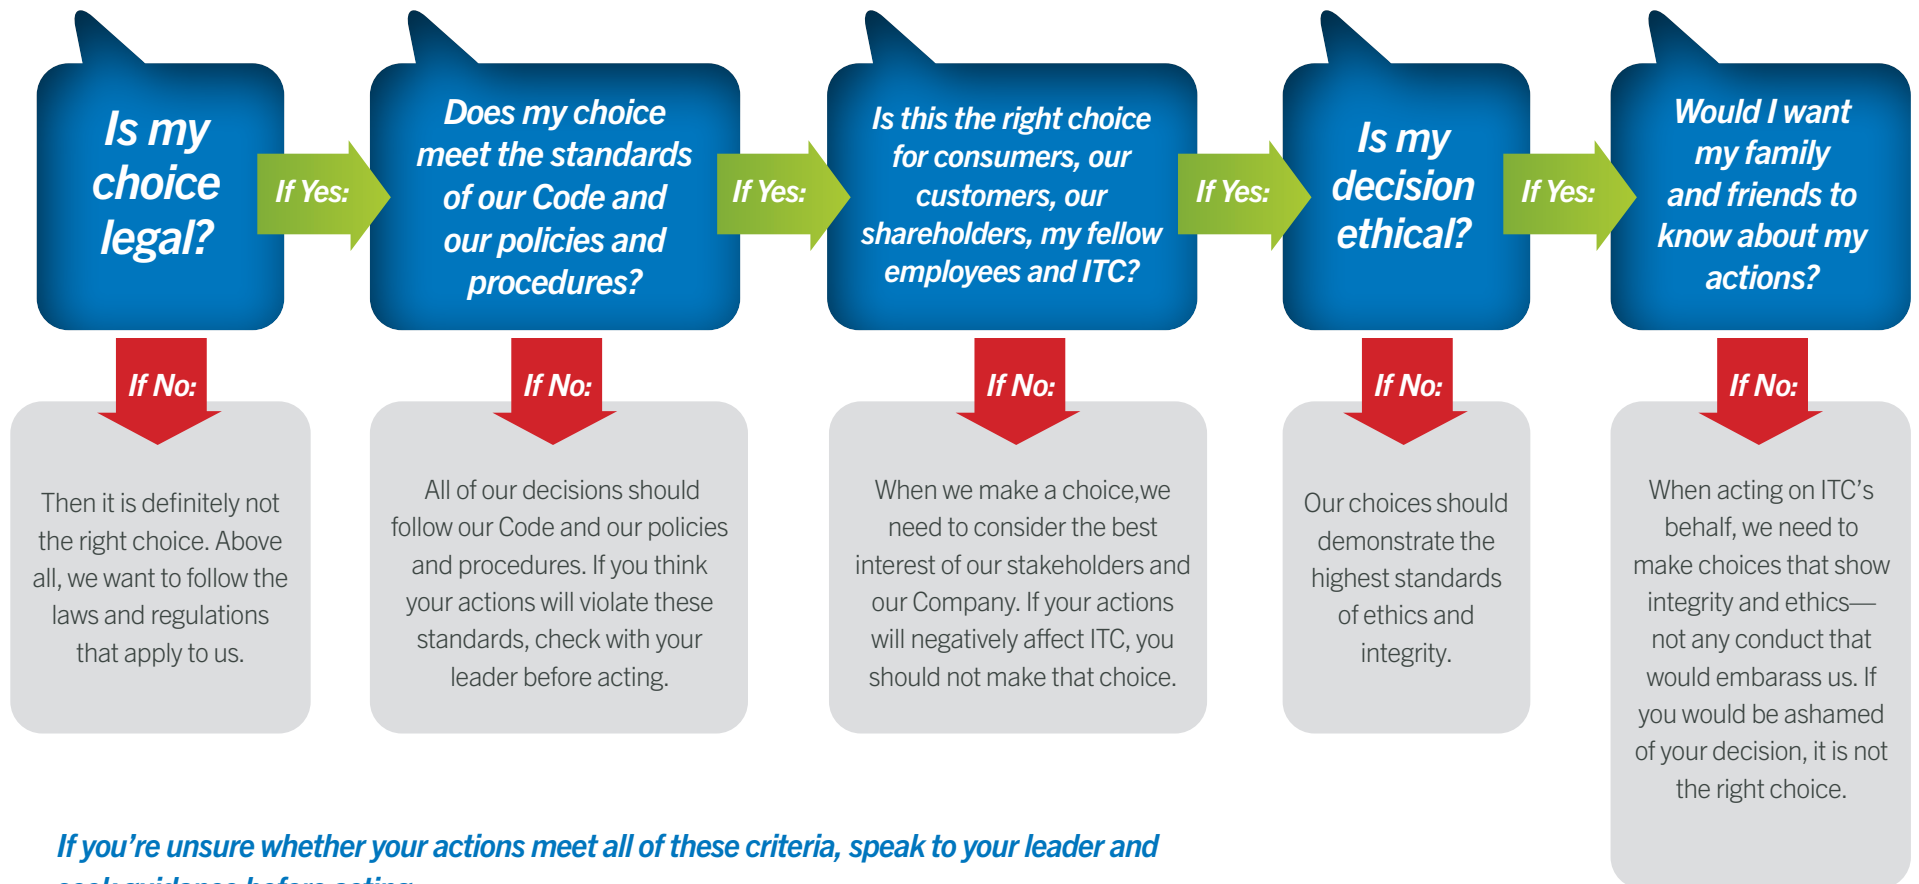 Is my
choice
legal?
If Yes:
Does my choice
meet the standards
of our Code and
our policies and
procedures?
If Yes:
Is this the right choice
for consumers, our
customers, our
shareholders, my fellow
employees and ITC?
If Yes:
Is my
decision
ethical?
If Yes:
Would I want
my family
and friends to
know about my
actions?
If No:
Then it is definitely not
the right choice. Above
all, we want to follow the
laws and regulations
that apply to us.
If No:
All of our decisions should
follow our Code and our policies
and procedures. If you think
your actions will violate these
standards, check with your
leader before acting.
If No:
When we make a choice,we
need to consider the best
interest of our stakeholders and
our Company. If your actions
will negatively affect ITC, you
should not make that choice.
If No:
Our choices should
demonstrate the
highest standards
of ethics and
integrity.
If No:
When acting on ITC’s
behalf, we need to
make choices that show
integrity and ethics—
not any conduct that
would embarass us. If
you would be ashamed
of your decision, it is not
the right choice.
If you’re unsure whether your actions meet all of these criteria, speak to your leader and
seek guidance before acting